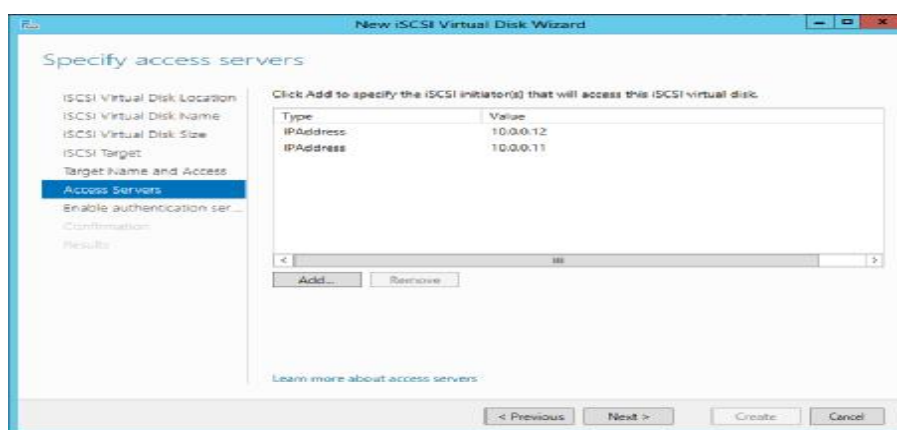 New iSCSI Virtual Disk Wizard
Specify access servers
iSCSI Virtual Disk Location
iSCSI Virtual Disk Name
iSCSI Virtual Disk Size
iSCSI Target
Target Name and Access
Access Servers
Enable authentication ser...
Confirmation
Results
Click Add to specify the iSCSI initiator(s) that will access this iSCSI virtual disk.
Type Value
IPAddress 10.0.0.12
IPAddress 10.0.0.11
Add... Remove
Learn more about access servers
< Previous Next > Create Cancel